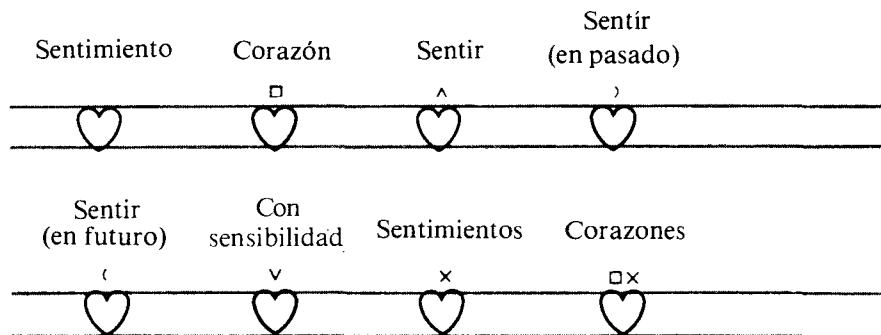 Sentimiento Corazón Sentir Sentír
(en pasado)
Sentir
(en futuro) Con
sensibilidad Sentimientos Corazones